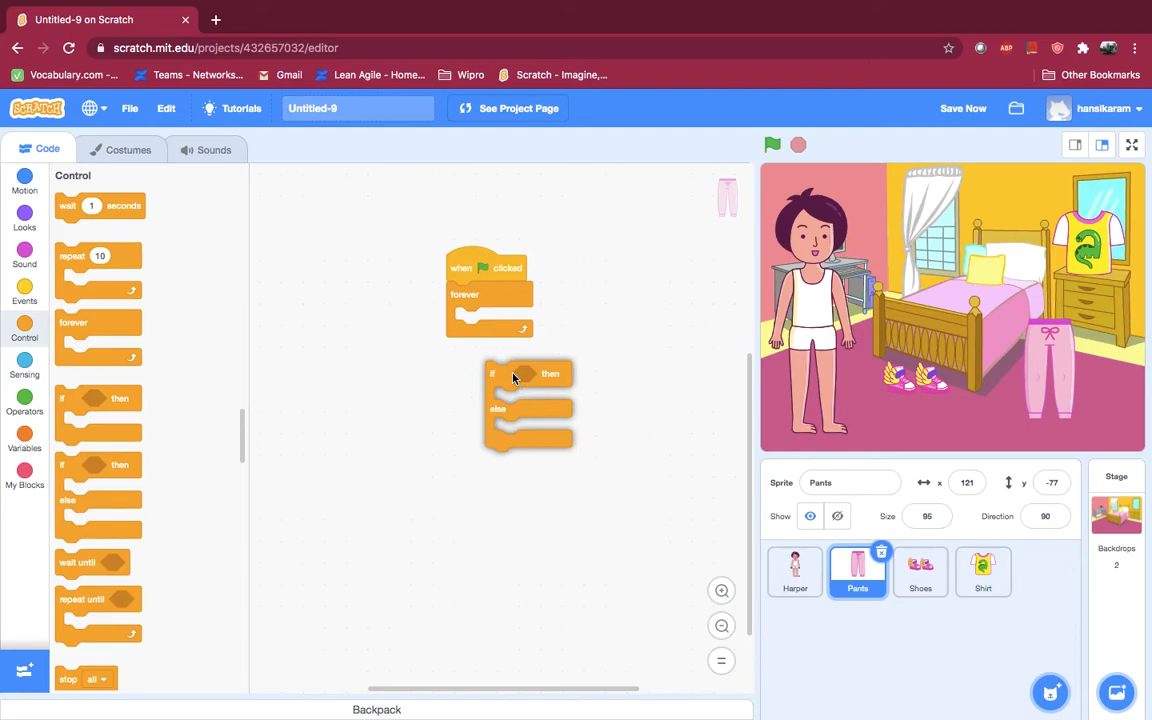 Untitled-9 on Scratch
scratch.mit.edu/projects/432657032/editor
ABP
Vocabulary.com -...
Teams - Networks...
Gmail
Lean Agile - Home...
Wipro
Scratch - Imagine,...
Other Bookmarks
SCRATCH
File
Edit
Tutorials
Untitled-9
See Project Page
Save Now
hansikaram
Code
Costumes
Sounds
Motion
Looks
Sound
Events
Control
Sensing
Operators
Variables
My Blocks
Control
wait 1 seconds
repeat 10
forever
if then
if then
else
wait until
repeat until
stop all
when clicked
forever
if then
else
Backpack
Sprite
Pants
x
121
y
-77
Show
Size
95
Direction
90
Harper
Pants
Shoes
Shirt
Stage
Backdrops
2